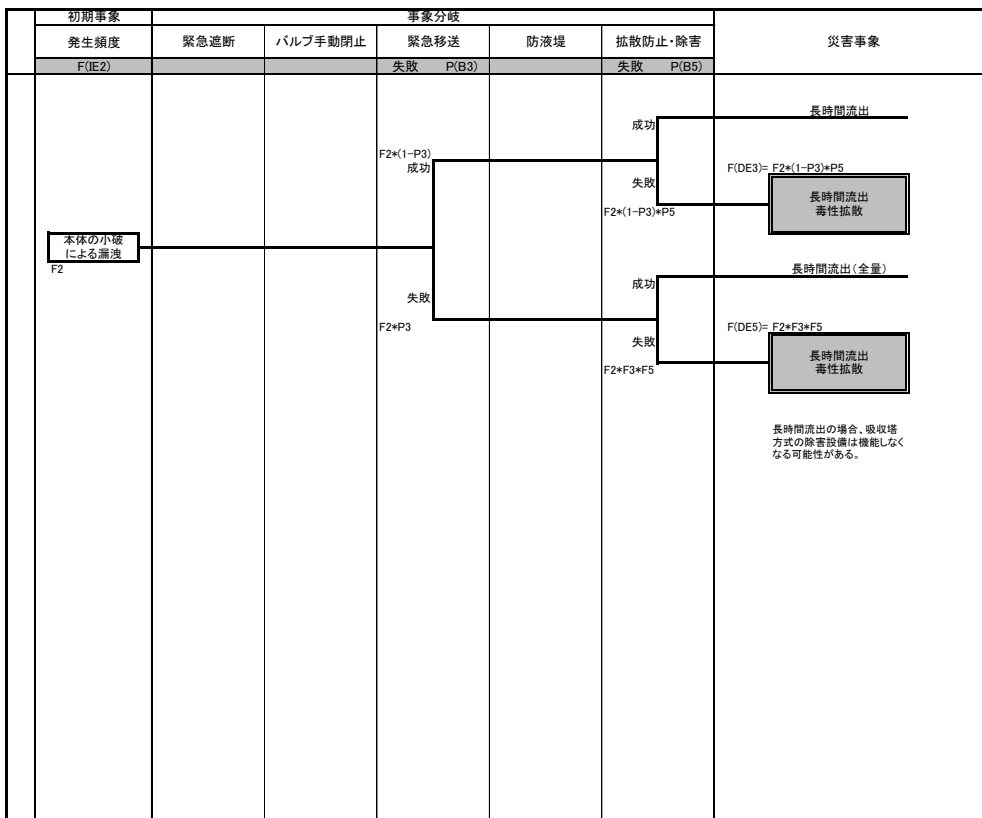 初期事象
事象分岐
発生頻度
緊急遮断
バルブ手動閉止
緊急移送
防液堤
拡散防止・除害
災害事象
F(IE2)
失敗 P(B3)
失敗 P(B5)
長時間流出
成功
F2*(1-P3)
成功
F(DE3)= F2*(1-P3)*P5
失敗
長時間流出
毒性拡散
F2*(1-P3)*P5
本体の小破
による漏洩
F2
長時間流出(全量)
成功
失敗
F2*P3
F(DE5)= F2*F3*F5
失敗
長時間流出
毒性拡散
F2*F3*F5
長時間流出の場合、吸収塔
方式の除害設備は機能しなく
なる可能性がある。